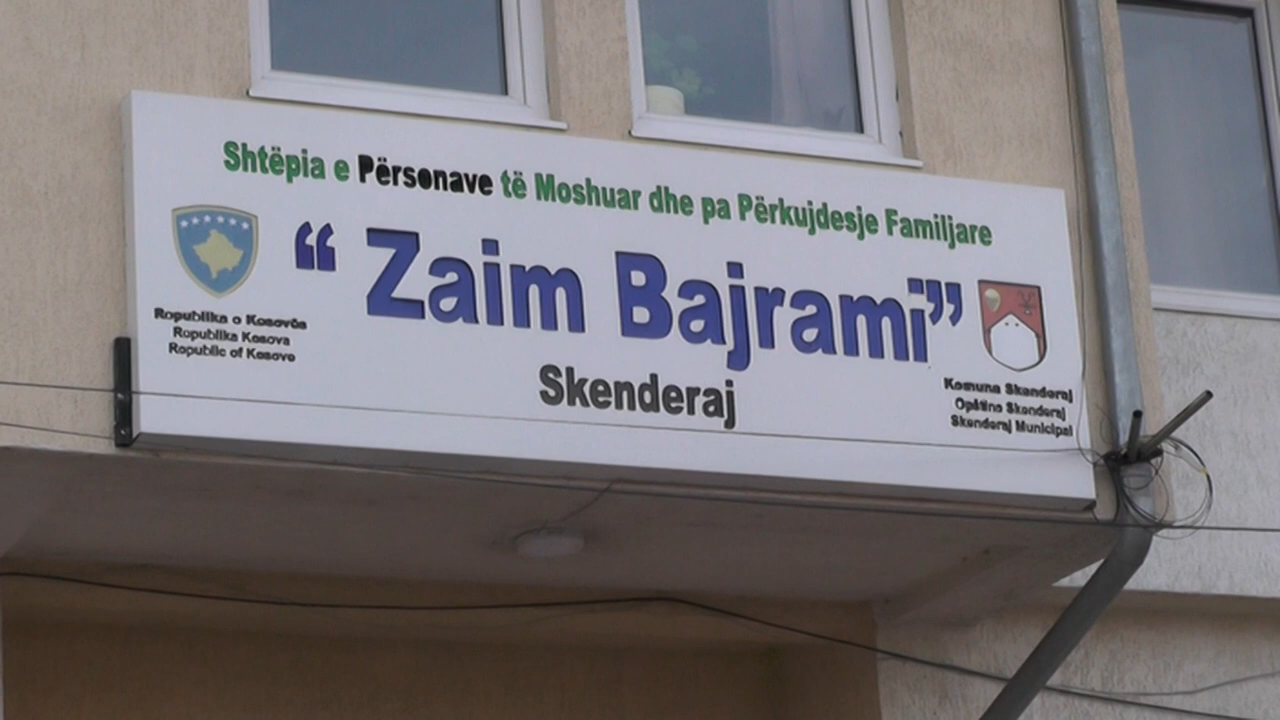 Shtëpia e Përsonave të Moshuar dhe pa Përkujdesje Familjare
“ Zaim Bajrami”
Skenderaj
Republika e Kosovës
Republika Kosova
Republic of Kosovo
Komuna Skenderaj
Opština Skenderaj
Skenderaj Municipal